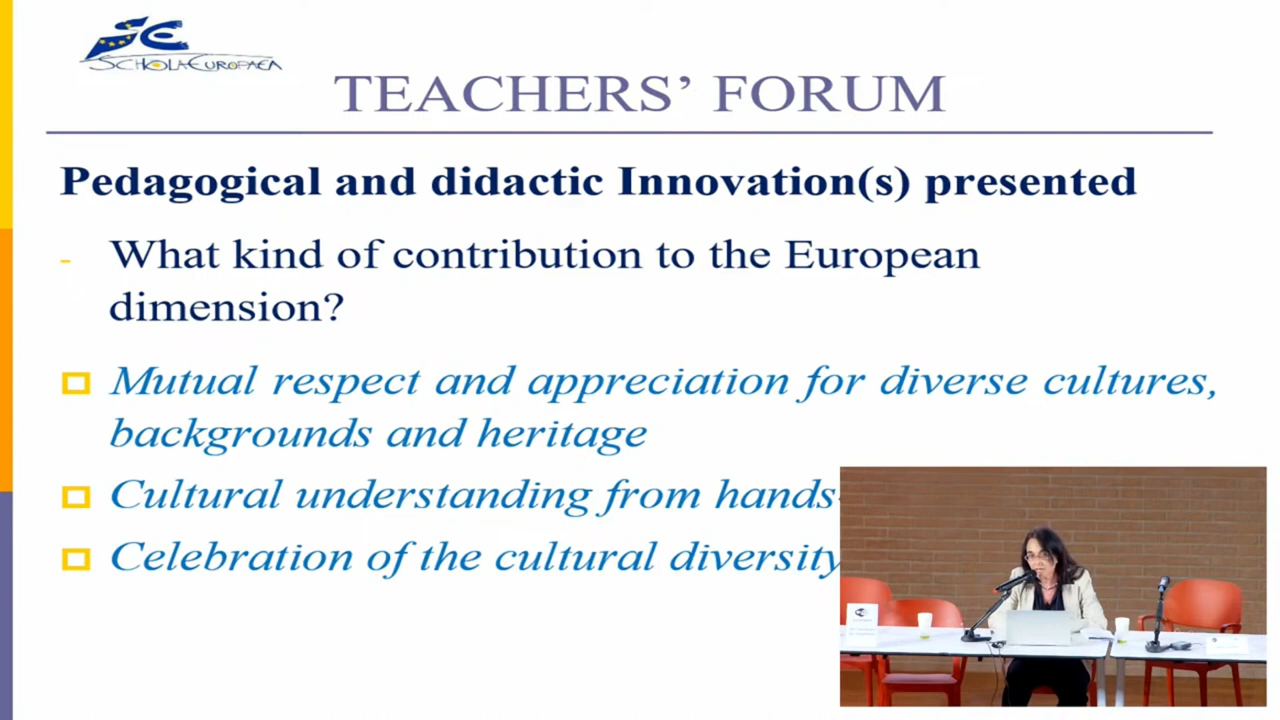 SCHOLA EUROPAEA
TEACHERS’ FORUM
Pedagogical and didactic Innovation(s) presented
- What kind of contribution to the European
dimension?
Mutual respect and appreciation for diverse cultures,
backgrounds and heritage
Cultural understanding from hands-
Celebration of the cultural diversity